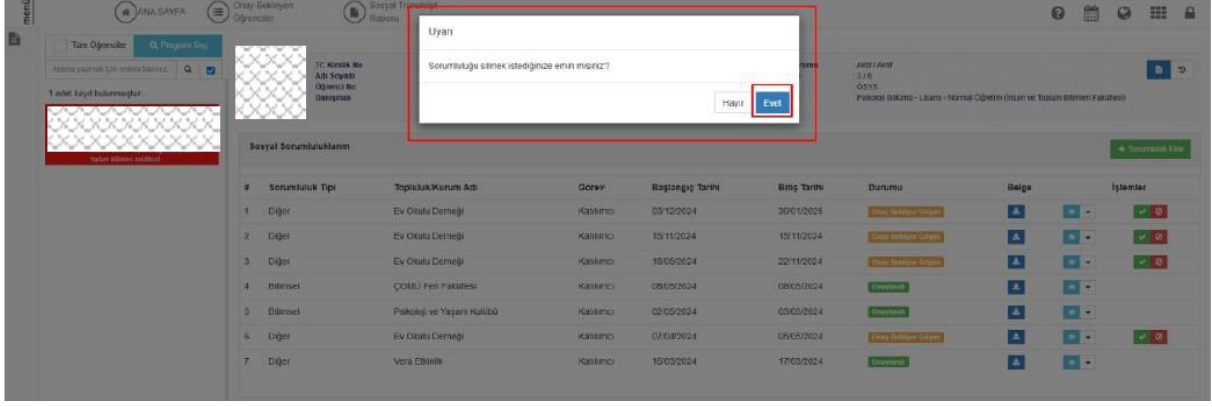 menü
ANA SAYFA
Onay Bekleyen
Öğrenciler
Sosyal Transkript
Raporu
Tüm Öğrenciler
Program Seç
1 adet kayıt bulunmuştur.
TC Kimlik No
Adı Soyadı
Öğrenci No
Danışman
Uyarı
Sorumluluğu silmek istediğinize emin misiniz?
Hayır
Evet
Aktif / Aktif
3 / 6
ÖSYS
Psikoloji Bölümü - Lisans - Normal Öğretim (İnsan ve Toplum Bilimleri Fakültesi)
Sosyal Sorumluluklarım
Sorumluluk Ekle
# Sorumluluk Tipi Topluluk/Kurum Adı Görev Başlangıç Tarihi Bitiş Tarihi Durumu Belge İşlemler
1 Diğer Ev Okulu Derneği Katılımcı 03/12/2024 30/01/2025
2 Diğer Ev Okulu Derneği Katılımcı 15/11/2024 15/11/2024
3 Diğer Ev Okulu Derneği Katılımcı 18/05/2024 22/11/2024
4 Bilimsel ÇOMÜ Fen Fakültesi Katılımcı 08/05/2024 08/05/2024 Onaylandı
5 Bilimsel Psikoloji ve Yaşam Kulübü Katılımcı 02/05/2024 03/05/2024 Onaylandı
6 Diğer Ev Okulu Derneği Katılımcı 07/04/2024 05/05/2024
7 Diğer Vera Etkinlik Katılımcı 16/03/2024 17/03/2024 Onaylandı